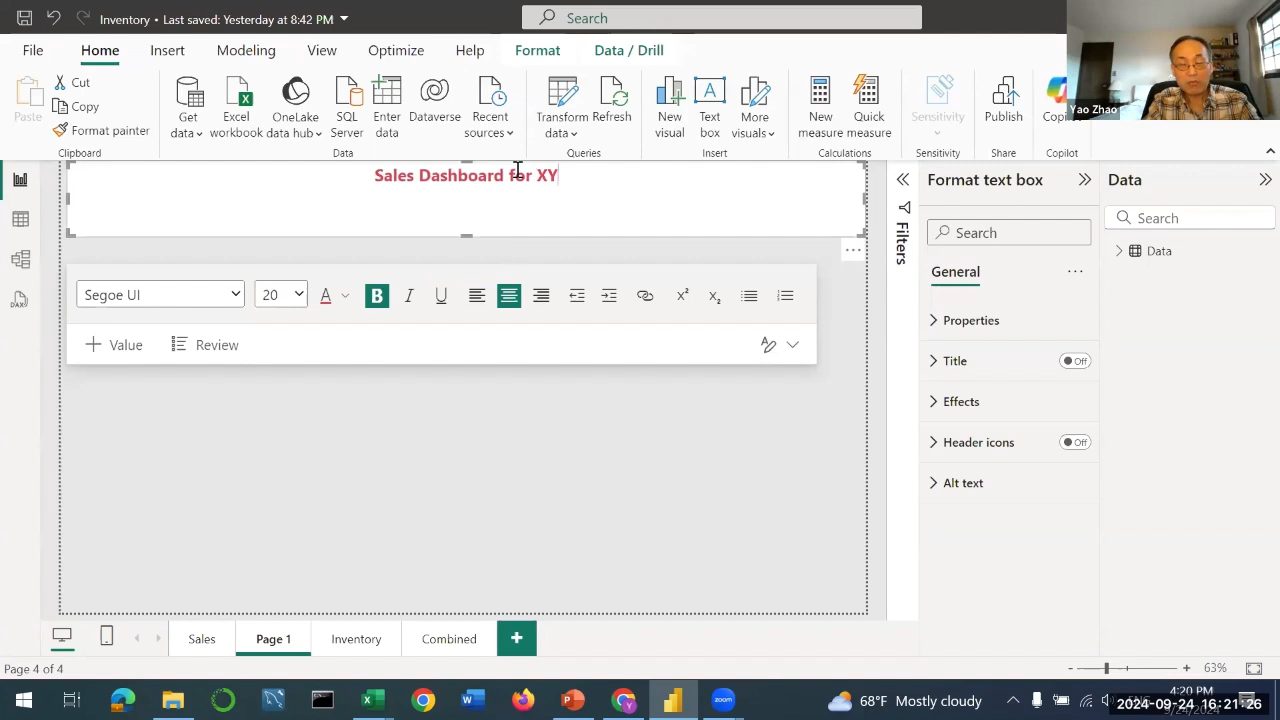 Inventory • Last saved: Yesterday at 8:42 PM
Search
File Home Insert Modeling View Optimize Help Format Data / Drill
Paste
Cut
Copy
Format painter
Get data
Excel workbook
OneLake data hub
SQL Server
Enter data
Dataverse
Recent sources
Transform data
Refresh
New visual
Text box
More visuals
New measure
Quick measure
Sensitivity
Publish
Yao Zhao
Clipboard Data Queries Insert Calculations Sensitivity Share Copilot
Sales Dashboard for XY
Segoe UI 20
Value Review
Filters
Format text box
Search
General
Properties
Title Off
Effects
Header icons Off
Alt text
Data
Search
Data
Sales Page 1 Inventory Combined
Page 4 of 4
63%
68°F Mostly cloudy
4:20 PM
2024-09-24 16:21:26